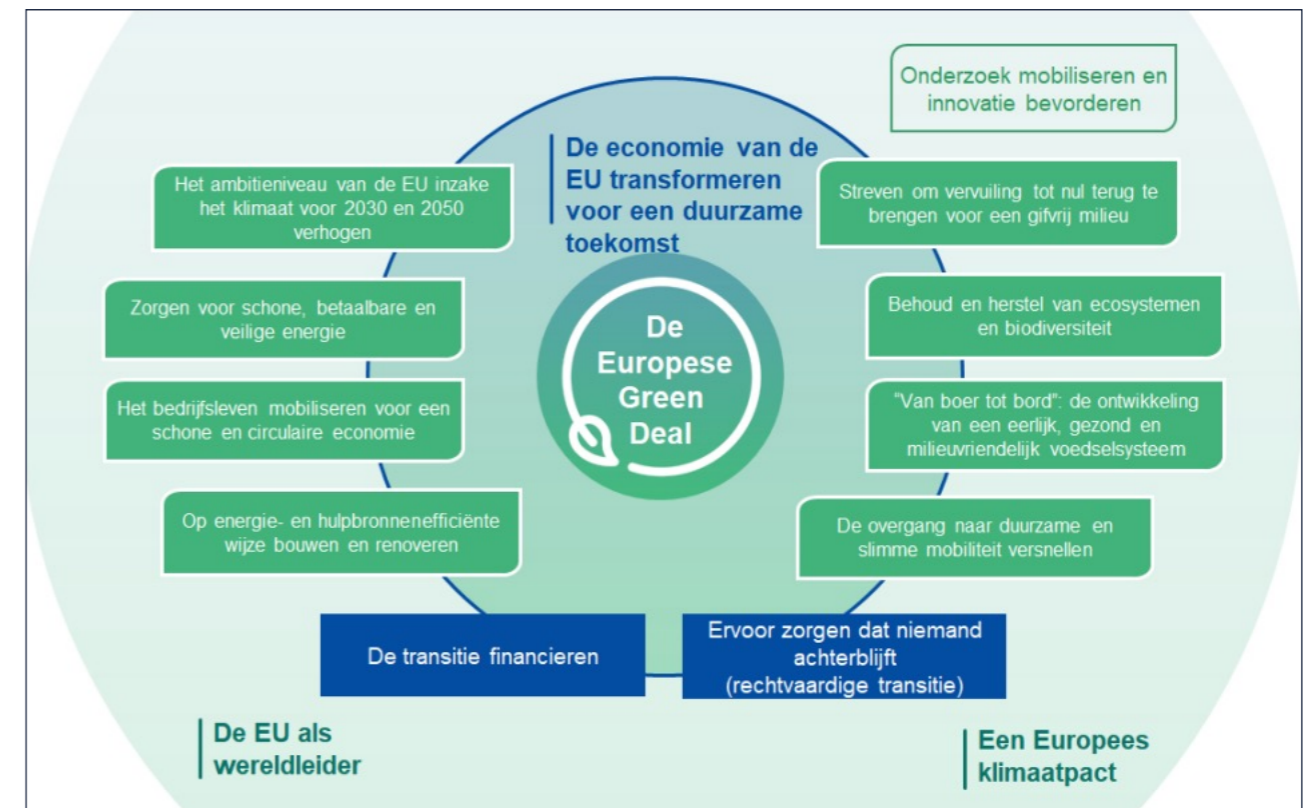 Onderzoek mobiliseren en
innovatie bevorderen
De economie van de
EU transformeren
voor een duurzame
toekomst
Het ambitieniveau van de EU inzake
het klimaat voor 2030 en 2050
verhogen
Streven om vervuiling tot nul terug te
brengen voor een gifvrij milieu
Zorgen voor schone, betaalbare en
veilige energie
Behoud en herstel van ecosystemen
en biodiversiteit
De
Europese
Green
Deal
Het bedrijfsleven mobiliseren voor een
schone en circulaire economie
"Van boer tot bord": de ontwikkeling
van een eerlijk, gezond en
milieuvriendelijk voedselsysteem
Op energie- en hulpbronnenefficiënte
wijze bouwen en renoveren
De overgang naar duurzame en
slimme mobiliteit versnellen
De transitie financieren
Ervoor zorgen dat niemand
achterblijft
(rechtvaardige transitie)
De EU als
wereldleider
Een Europees
klimaatpact